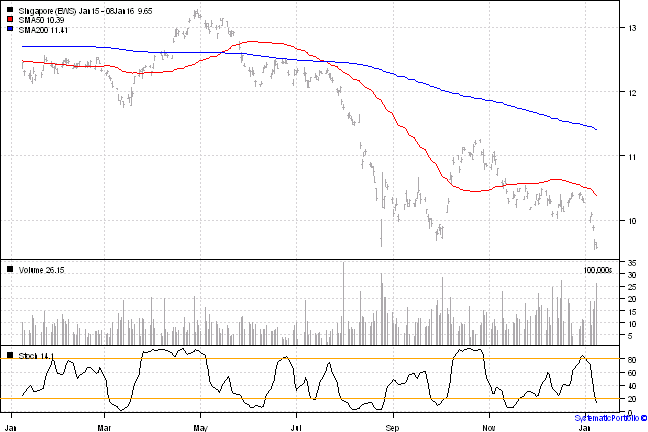 Singapore (EWS) Jan 15 - 08Jan16 9.65
SMA50 10.39
SMA200 11.41
13
12
11
10
Volume 26.15
100,000s
35
30
25
20
15
10
5
Stoch 14.1
80
60
40
20
0
Jan Mar May Jul Sep Nov Jan
SystematicPortfolio ©